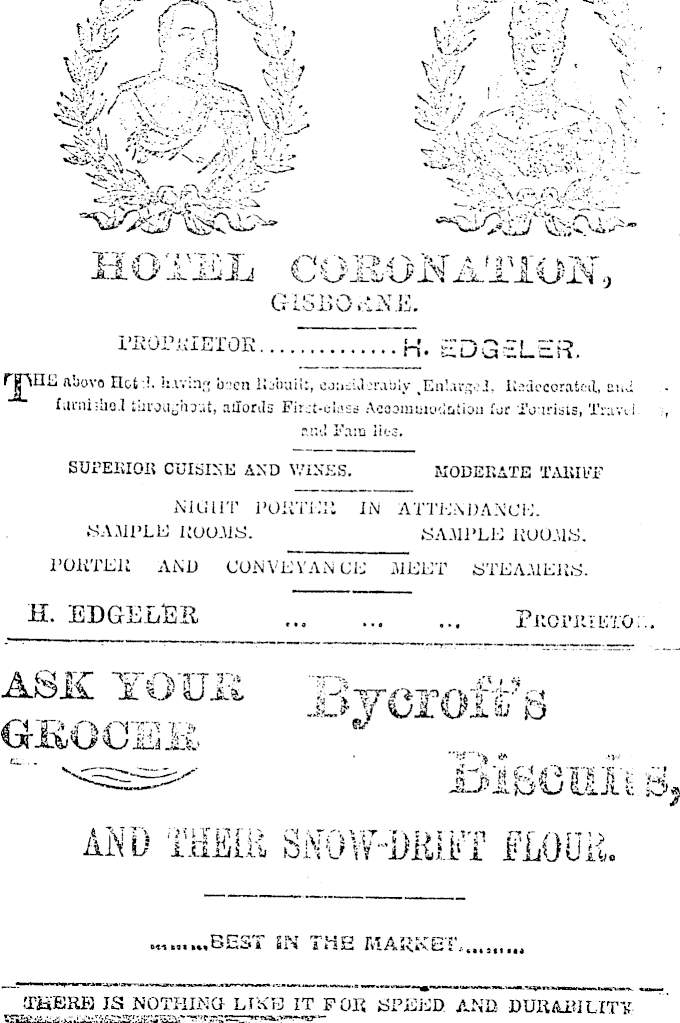 HOTEL CORONATION,
GISBORNE.
PROPRIETOR..............H. EDGELER.
THE above Hotel, having been Rebuilt, considerably Enlarged, Redecorated, and
furnished throughout, affords First-class Accommodation for Tourists,
and Families.
SUPERIOR CUISINE AND WINES. MODERATE TARIFF
NIGHT PORTER IN ATTENDANCE.
SAMPLE ROOMS. SAMPLE ROOMS.
PORTER AND CONVEYANCE MEET STEAMERS.
H. EDGELER ... ... ... PROPRIETOR.
ASK YOUR Bycroft's
GROCER
Biscuits,
AND THEIR SNOW-DRIFT FLOUR.
........BEST IN THE MARKET.........
THERE IS NOTHING LIKE IT FOR SPEED AND DURABILITY